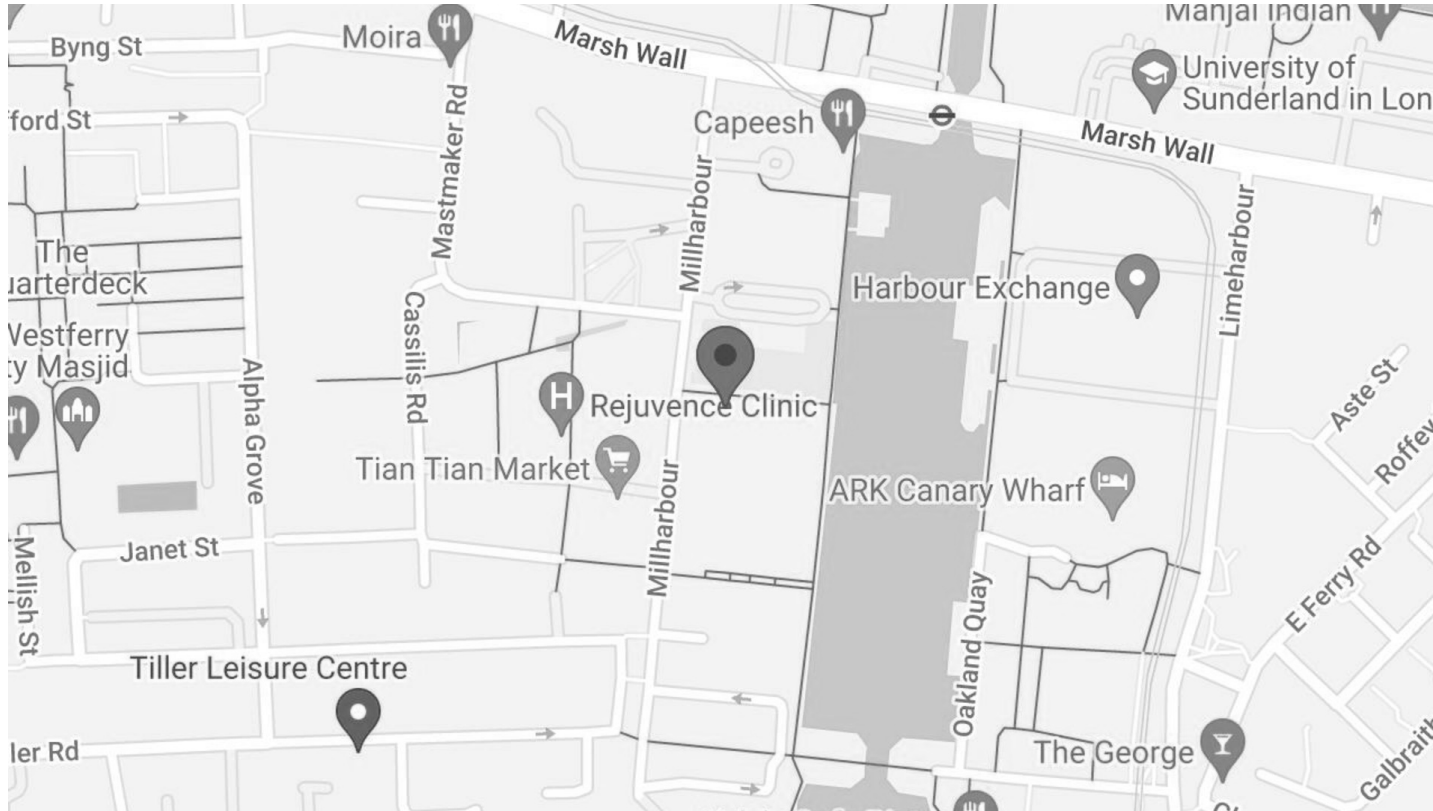 Manjal Indian
Moira
Byng St
Marsh Wall
University of
Sunderland in Lon
fford St
Capeesh
Marsh Wall
Mastmaker Rd
Millharbour
Limeharbour
The
uarterdeck
Harbour Exchange
Westferry
ty Masjid
Cassilis Rd
Alpha Grove
H
Rejuvence Clinic
Aste St
Roffey
Tian Tian Market
ARK Canary Wharf
Millharbour
Janet St
Mellish St
E Ferry Rd
Oakland Quay
Tiller Leisure Centre
ler Rd
The George
Galbraith